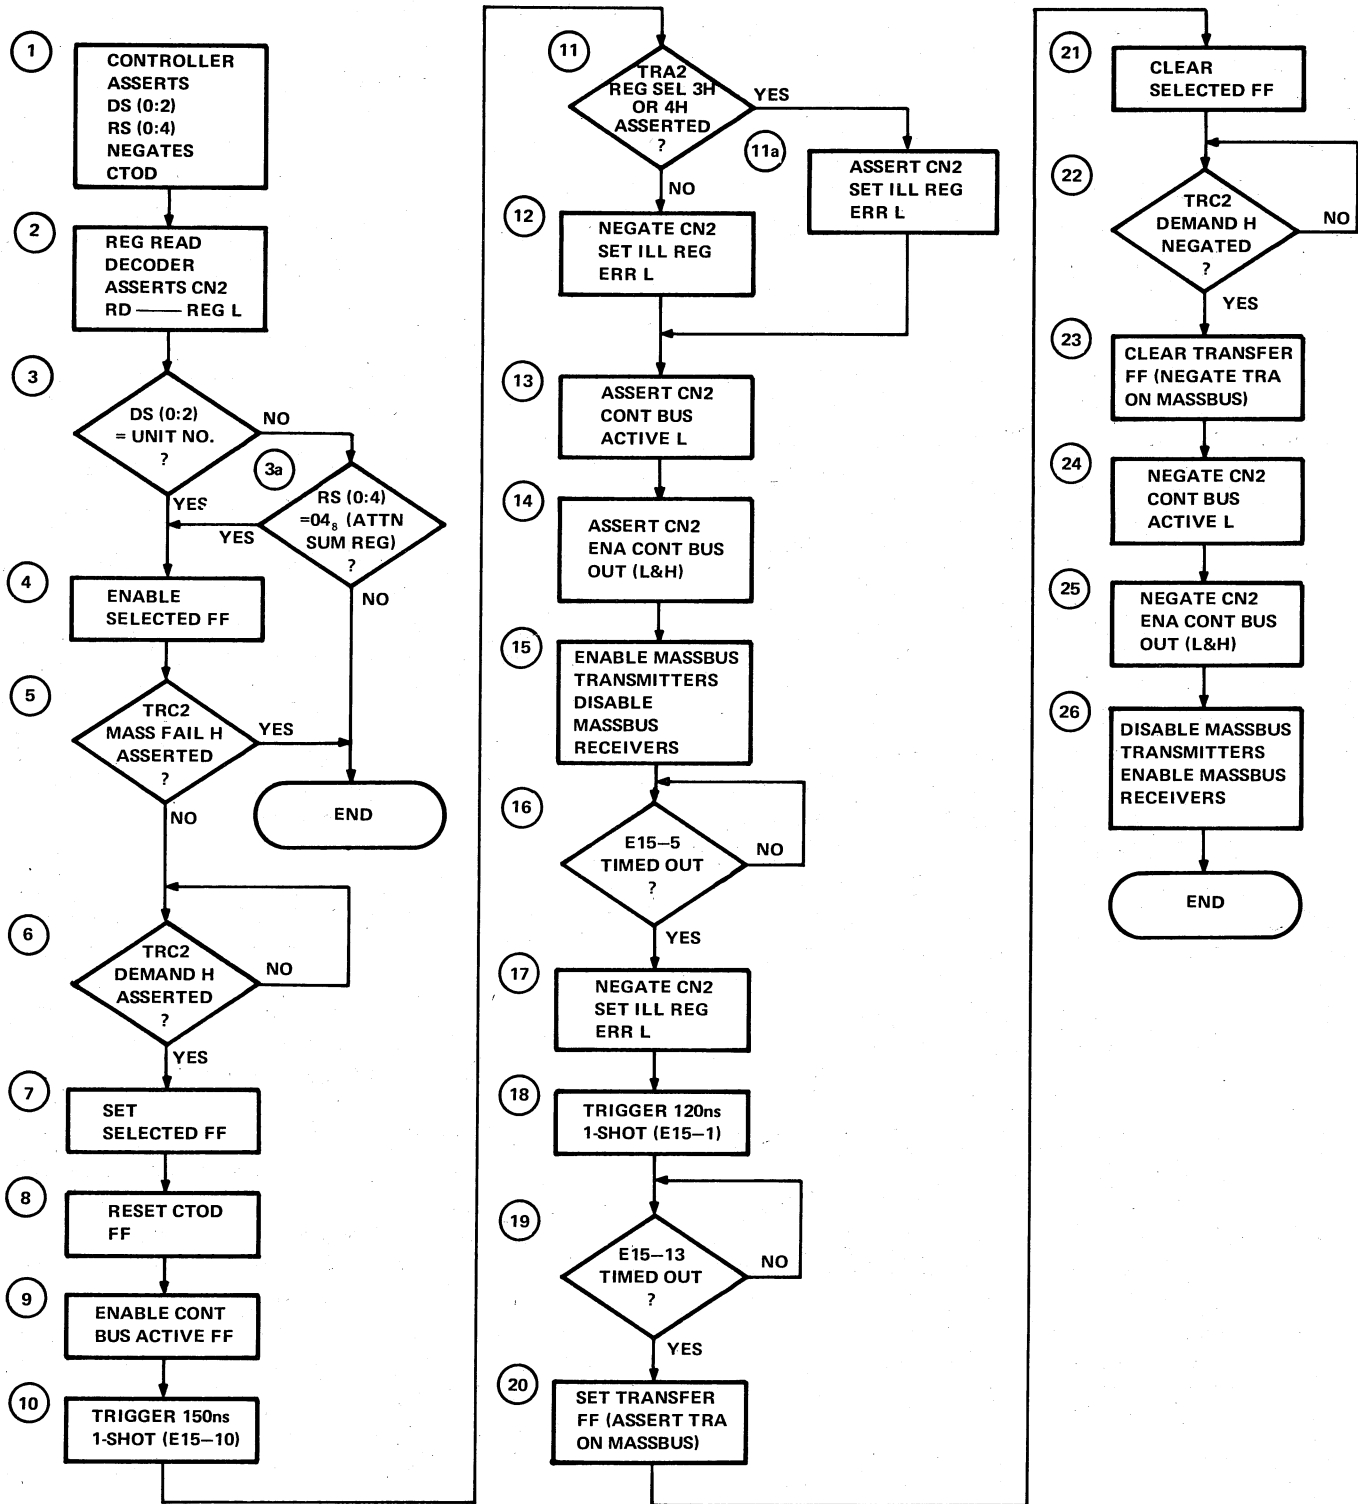 1
CONTROLLER
ASSERTS
DS (0:2)
RS (0:4)
NEGATES
CTOD
2
REG READ
DECODER
ASSERTS CN2
RD —— REG L
3
DS (0:2)
= UNIT NO.
?
NO
YES
3a
RS (0:4)
=04₈ (ATTN
SUM REG)
?
YES
NO
4
ENABLE
SELECTED FF
5
TRC2
MASS FAIL H
ASSERTED
?
YES
NO
END
6
TRC2
DEMAND H
ASSERTED
?
NO
YES
7
SET
SELECTED FF
8
RESET CTOD
FF
9
ENABLE CONT
BUS ACTIVE FF
10
TRIGGER 150ns
1-SHOT (E15–10)
11
TRA2
REG SEL 3H
OR 4H
ASSERTED
?
YES
NO
11a
ASSERT CN2
SET ILL REG
ERR L
12
NEGATE CN2
SET ILL REG
ERR L
13
ASSERT CN2
CONT BUS
ACTIVE L
14
ASSERT CN2
ENA CONT BUS
OUT (L&H)
15
ENABLE MASSBUS
TRANSMITTERS
DISABLE
MASSBUS
RECEIVERS
16
E15–5
TIMED OUT
?
NO
YES
17
NEGATE CN2
SET ILL REG
ERR L
18
TRIGGER 120ns
1-SHOT (E15–1)
19
E15–13
TIMED OUT
?
NO
YES
20
SET TRANSFER
FF (ASSERT TRA
ON MASSBUS)
21
CLEAR
SELECTED FF
22
TRC2
DEMAND H
NEGATED
?
NO
YES
23
CLEAR TRANSFER
FF (NEGATE TRA
ON MASSBUS)
24
NEGATE CN2
CONT BUS
ACTIVE L
25
NEGATE CN2
ENA CONT BUS
OUT (L&H)
26
DISABLE MASSBUS
TRANSMITTERS
ENABLE MASSBUS
RECEIVERS
END